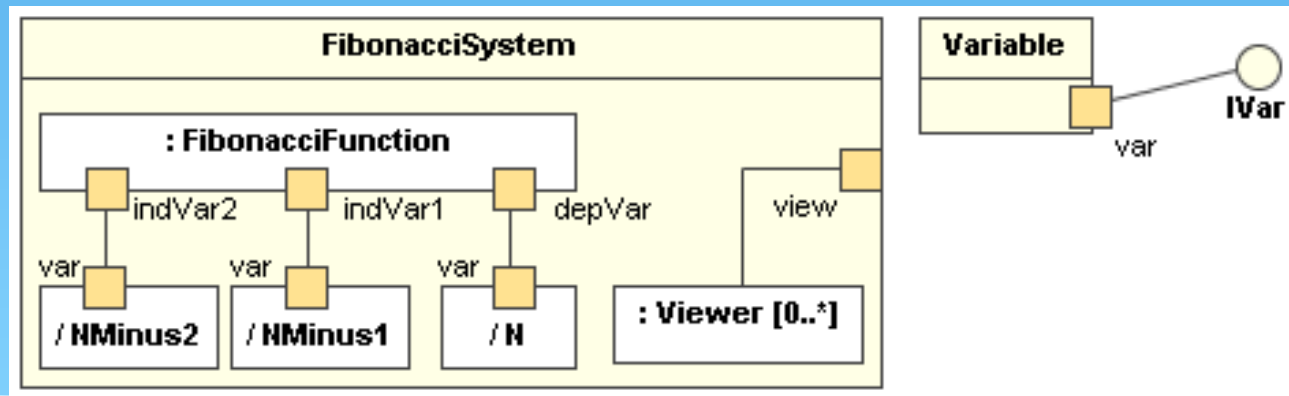 FibonacciSystem
: FibonacciFunction
indVar2
indVar1
depVar
view
var
var
var
/ NMinus2
/ NMinus1
/ N
: Viewer [0..*]
Variable
IVar
var